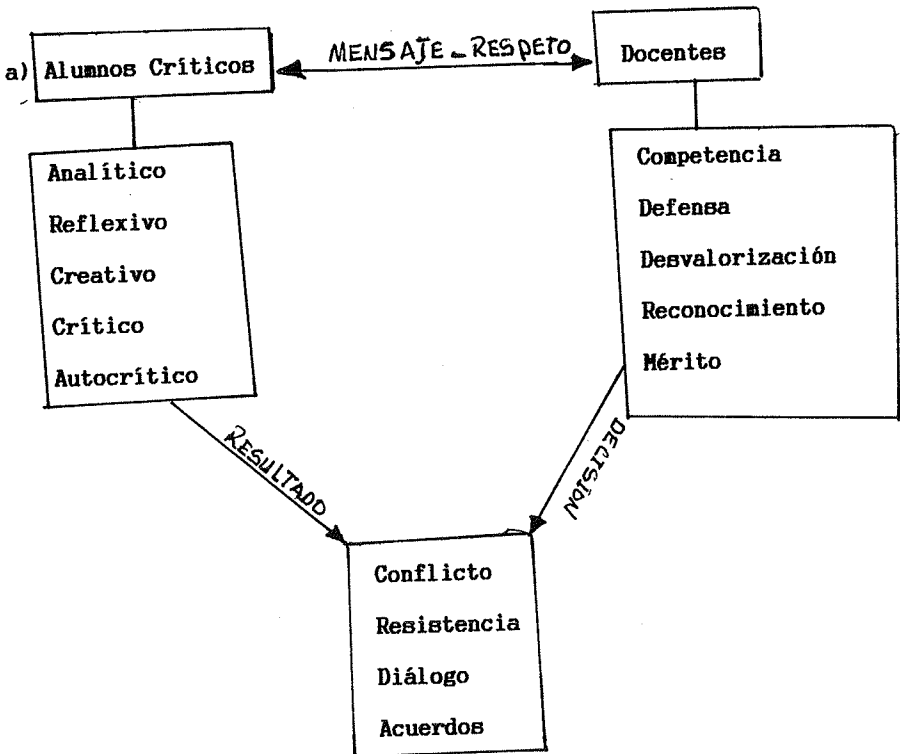 a) Alumnos Críticos
MENSAJE - RESPETO
Docentes
Analítico
Reflexivo
Creativo
Crítico
Autocrítico
Competencia
Defensa
Desvalorización
Reconocimiento
Mérito
RESULTADO
DECISIÓN
Conflicto
Resistencia
Diálogo
Acuerdos